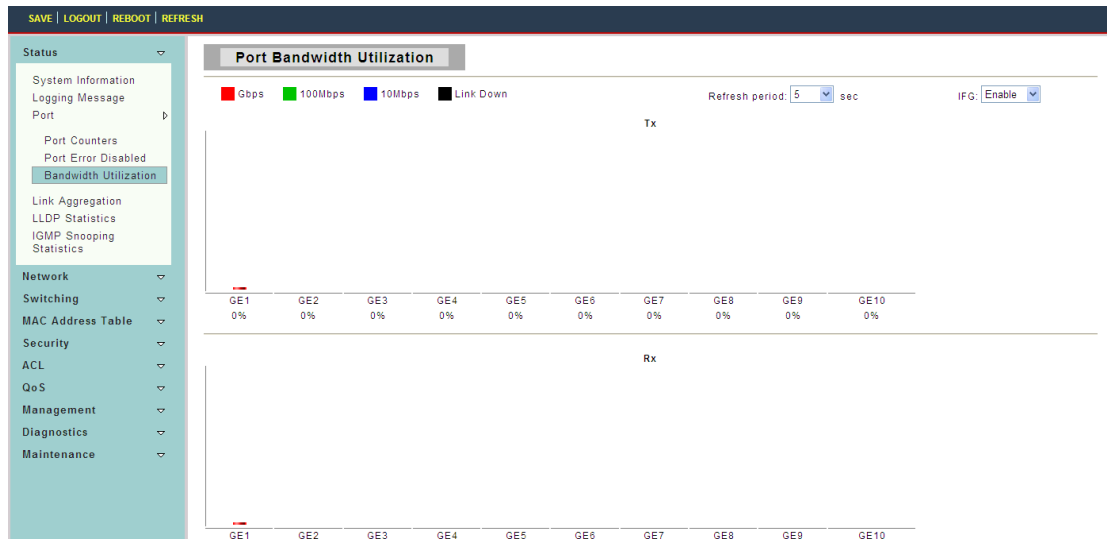 SAVE | LOGOUT | REBOOT | REFRESH
Status
System Information
Logging Message
Port
Port Counters
Port Error Disabled
Bandwidth Utilization
Link Aggregation
LLDP Statistics
IGMP Snooping
Statistics
Network
Switching
MAC Address Table
Security
ACL
QoS
Management
Diagnostics
Maintenance
Port Bandwidth Utilization
Gbps 100Mbps 10Mbps Link Down Refresh period: 5 sec IFG: Enable
Tx
GE1 GE2 GE3 GE4 GE5 GE6 GE7 GE8 GE9 GE10
0% 0% 0% 0% 0% 0% 0% 0% 0% 0%
Rx
GE1 GE2 GE3 GE4 GE5 GE6 GE7 GE8 GE9 GE10